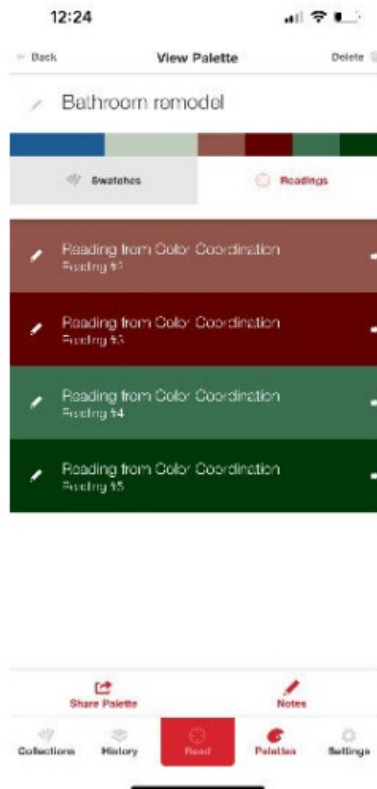 12:24
Back View Palette Delete
Bathroom remodel
Swatches Readings
Reading from Color Coordination
Reading #2
Reading from Color Coordination
Reading #3
Reading from Color Coordination
Reading #4
Reading from Color Coordination
Reading #5
Share Palette Notes
Collections History Read Palettes Settings